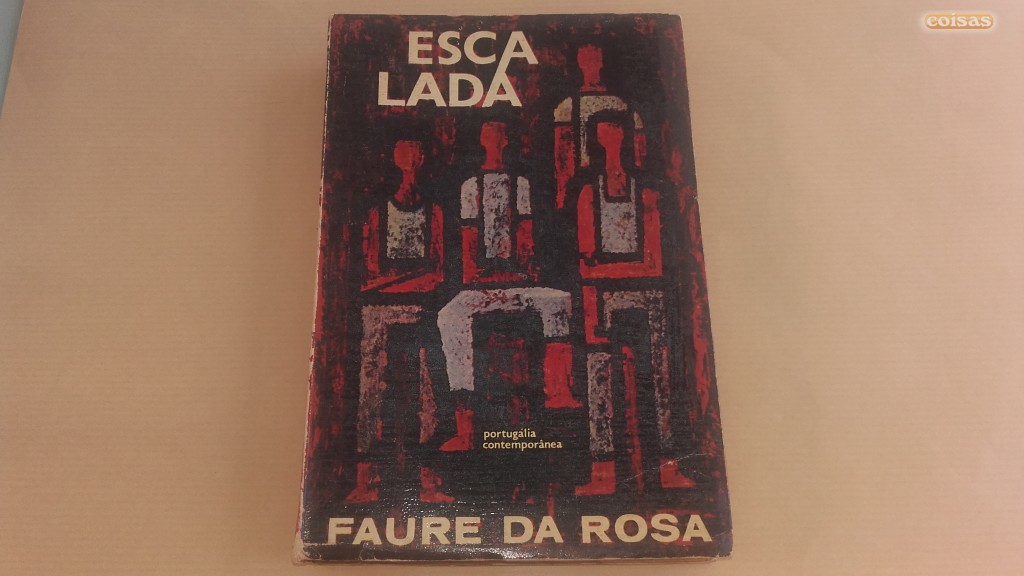 coisas
ESCA
LADA
portugália
contemporânea
FAURE DA ROSA